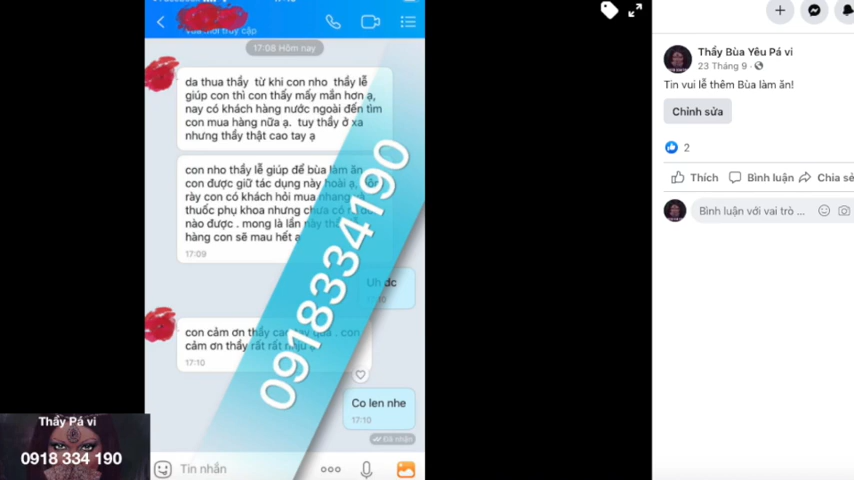 17:08 Hôm nay
da thua thầy từ khi con nho thầy lễ
giúp con thì con thấy mấy mắn hơn ạ,
nay có khách hàng nước ngoài đến tìm
con mua hàng nữa ạ. tuy thầy ở xa
nhưng thầy thật cao tay ạ
con nho thầy lễ giúp để bùa làm ăn
con được giữ tác dụng này hoài ạ,
rày con có khách hỏi mua nhang
thuốc phụ khoa nhưng chưa có
nào được . mong là lần này
hàng con sẽ mau hết ạ
17:09
Uh đc
17:10
con cảm ơn thầy cao tay quá . con
cảm ơn thầy rất rất
17:10
Co len nhe
17:10
Đã nhận
Tin nhắn
0918334190
Thầy Pá vi
0918 334 190
Thầy Bùa Yêu Pá vi
23 Tháng 9 ·
Tin vui lễ thêm Bùa làm ăn!
Chỉnh sửa
2
Thích Bình luận Chia sẻ
Bình luận với vai trò ...